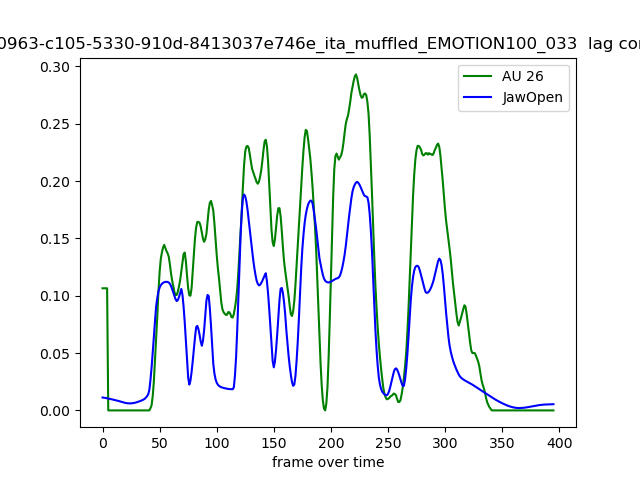 0963-c105-5330-910d-8413037e746e_ita_muffled_EMOTION100_033 lag
AU 26
JawOpen
0.30
0.25
0.20
0.15
0.10
0.05
0.00
0 50 100 150 200 250 300 350 400
frame over time